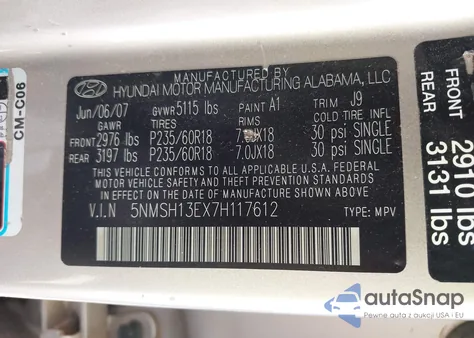 MANUFACTURED BY
HYUNDAI MOTOR MANUFACTURING ALABAMA, LLC
Jun/06/07 GVWR 5115 lbs PAINT A1 TRIM J9
GAWR TIRES RIMS COLD TIRE INFL
FRONT 2976 lbs P235/60R18 7.0JX18 30 psi SINGLE
REAR 3197 lbs P235/60R18 7.0JX18 30 psi SINGLE
THIS VEHICLE CONFORMS TO ALL APPLICABLE FEDERAL
MOTOR VEHICLE SAFETY AND THEFT PREVENTION STANDARDS
IN EFFECT ON THE DATE OF MANUFACTURE SHOWN ABOVE.
V.I.N 5NMSH13EX7H117612 TYPE: MPV
CM-C06
FRONT 2910 lbs
REAR 3131 lbs
autoSnap
Pewne auta z USA i EU